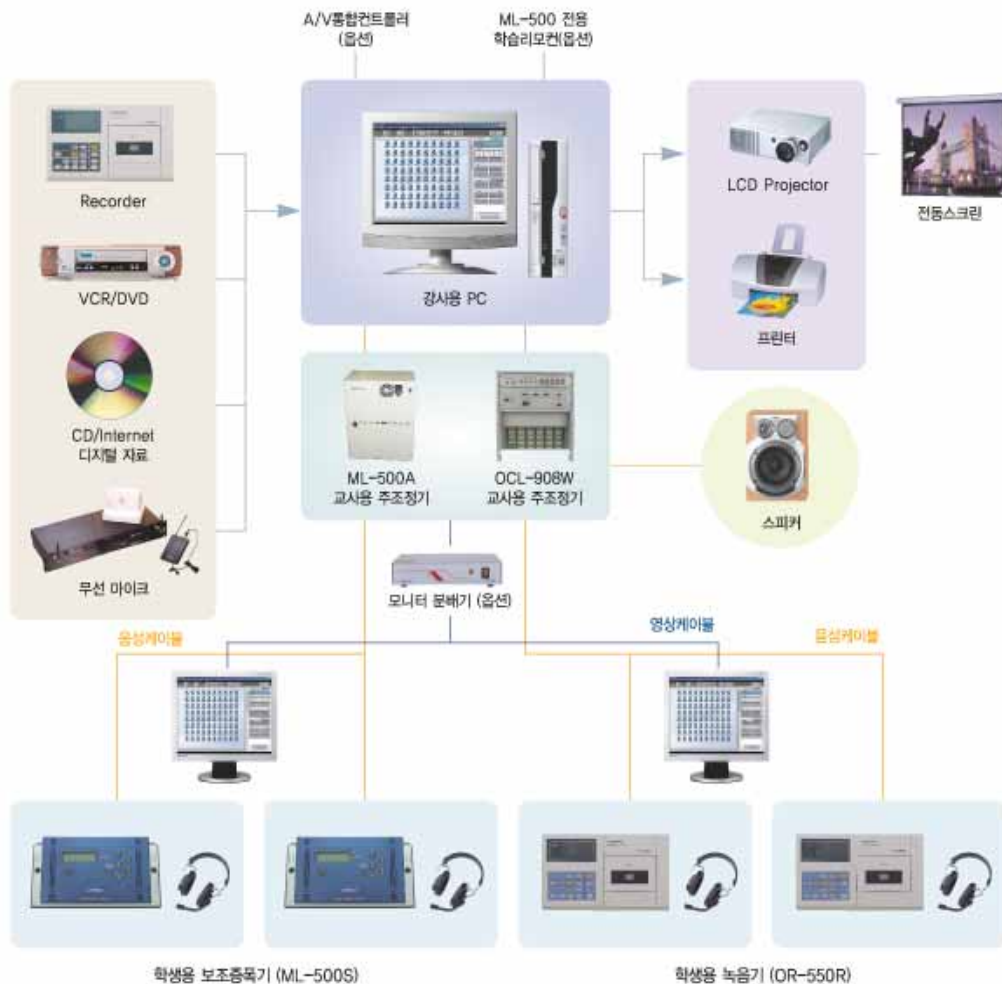 A/V통합컨트롤러
(옵션)
ML-500 전용
학습리모컨(옵션)
Recorder
VCR/DVD
CD/Internet
디지털 자료
무선 마이크
강사용 PC
LCD Projector
전동스크린
프린터
ML-500A
교사용 주조정기
OCL-908W
교사용 주조정기
스피커
모니터 분배기 (옵션)
음성케이블
영상케이블
음성케이블
학생용 보조증폭기 (ML-500S)
학생용 녹음기 (OR-550R)